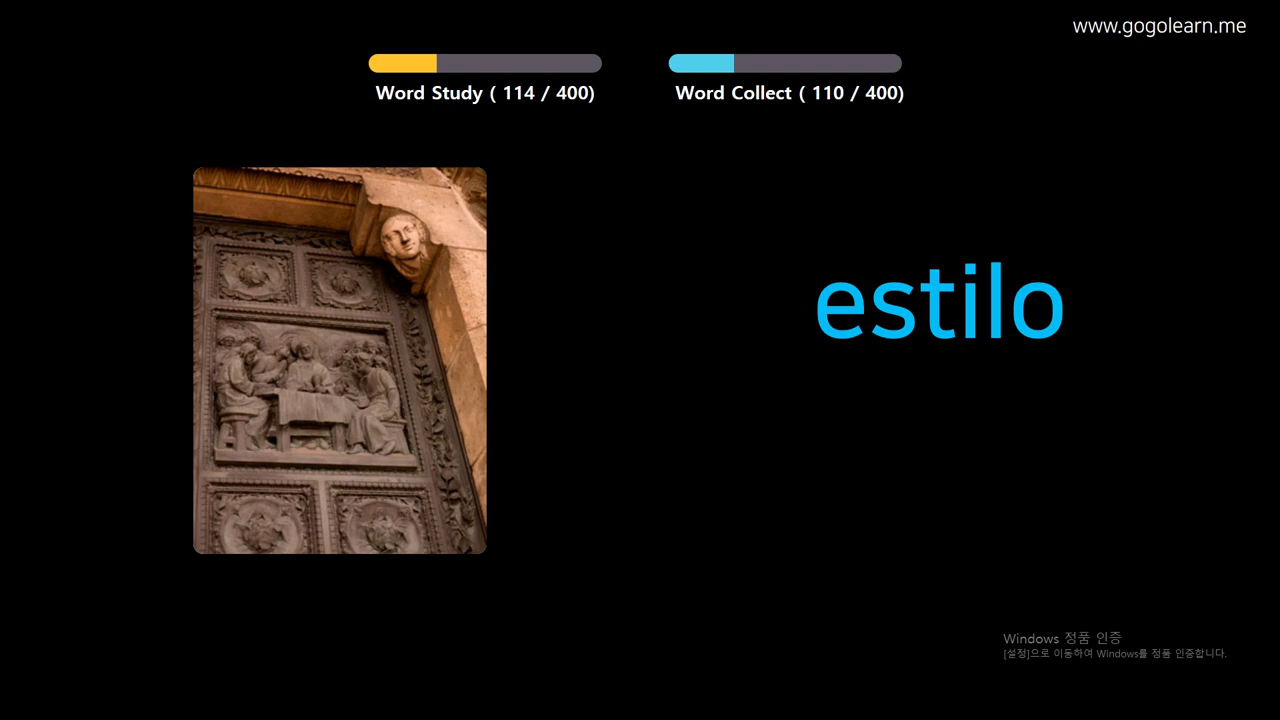 www.gogolearn.me
Word Study ( 114 / 400)
Word Collect ( 110 / 400)
estilo
Windows 정품 인증
[설정]으로 이동하여 Windows를 정품 인증합니다.